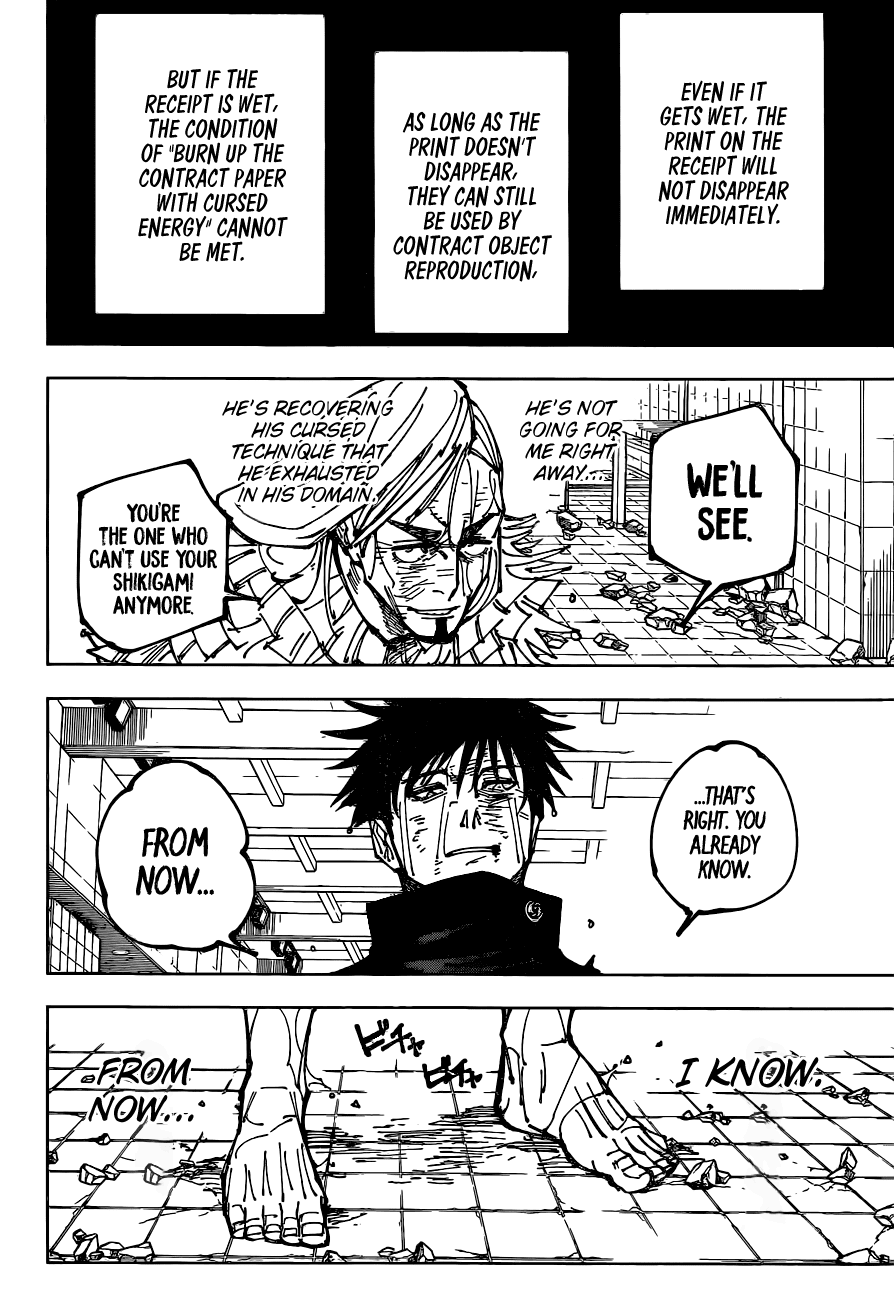 EVEN IF IT
GETS WET, THE
PRINT ON THE
RECEIPT WILL
NOT DISAPPEAR
IMMEDIATELY.
AS LONG AS THE
PRINT DOESN'T
DISAPPEAR,
THEY CAN STILL
BE USED BY
CONTRACT OBJECT
REPRODUCTION,
BUT IF THE
RECEIPT IS WET,
THE CONDITION
OF "BURN UP THE
CONTRACT PAPER
WITH CURSED
ENERGY" CANNOT
BE MET.
WE'LL
SEE.
HE'S NOT
GOING FOR
ME RIGHT
AWAY....
HE'S RECOVERING
HIS CURSED
TECHNIQUE THAT
HE EXHAUSTED
IN HIS DOMAIN.
YOU'RE
THE ONE WHO
CAN'T USE YOUR
SHIKIGAMI
ANYMORE.
...THAT'S
RIGHT. YOU
ALREADY
KNOW.
FROM
NOW...
I KNOW.
ビチャ
ビチャ
FROM
NOW....